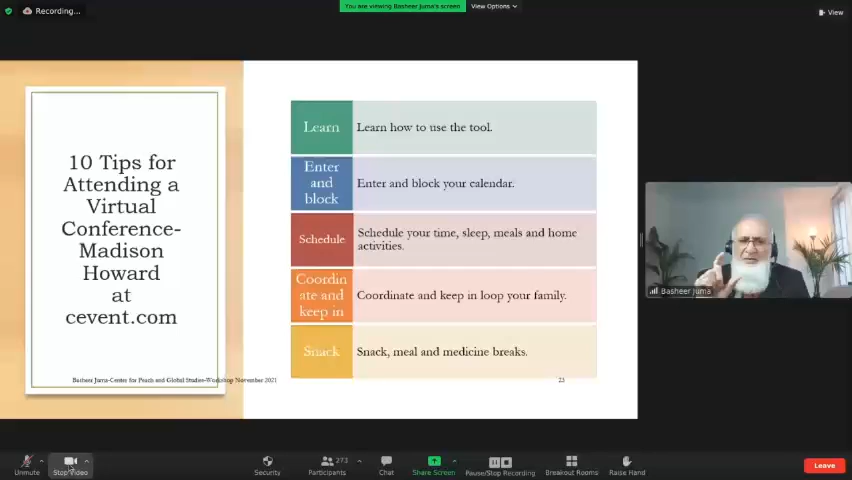 Recording...
You are viewing Basheer Juma's screen
View Options
View
10 Tips for
Attending a
Virtual
Conference-
Madison
Howard
at
cevent.com
Learn
Learn how to use the tool.
Enter
and
block
Enter and block your calendar.
Schedule
Schedule your time, sleep, meals and home
activities.
Coordin
ate and
keep in
Coordinate and keep in loop your family.
Snack
Snack, meal and medicine breaks.
Basheer Juma-Center for Peach and Global Studies-Workshop November 2021
23
Basheer Juma
Unmute
Stop Video
Security
Participants
273
Chat
Share Screen
Pause/Stop Recording
Breakout Rooms
Raise Hand
Leave